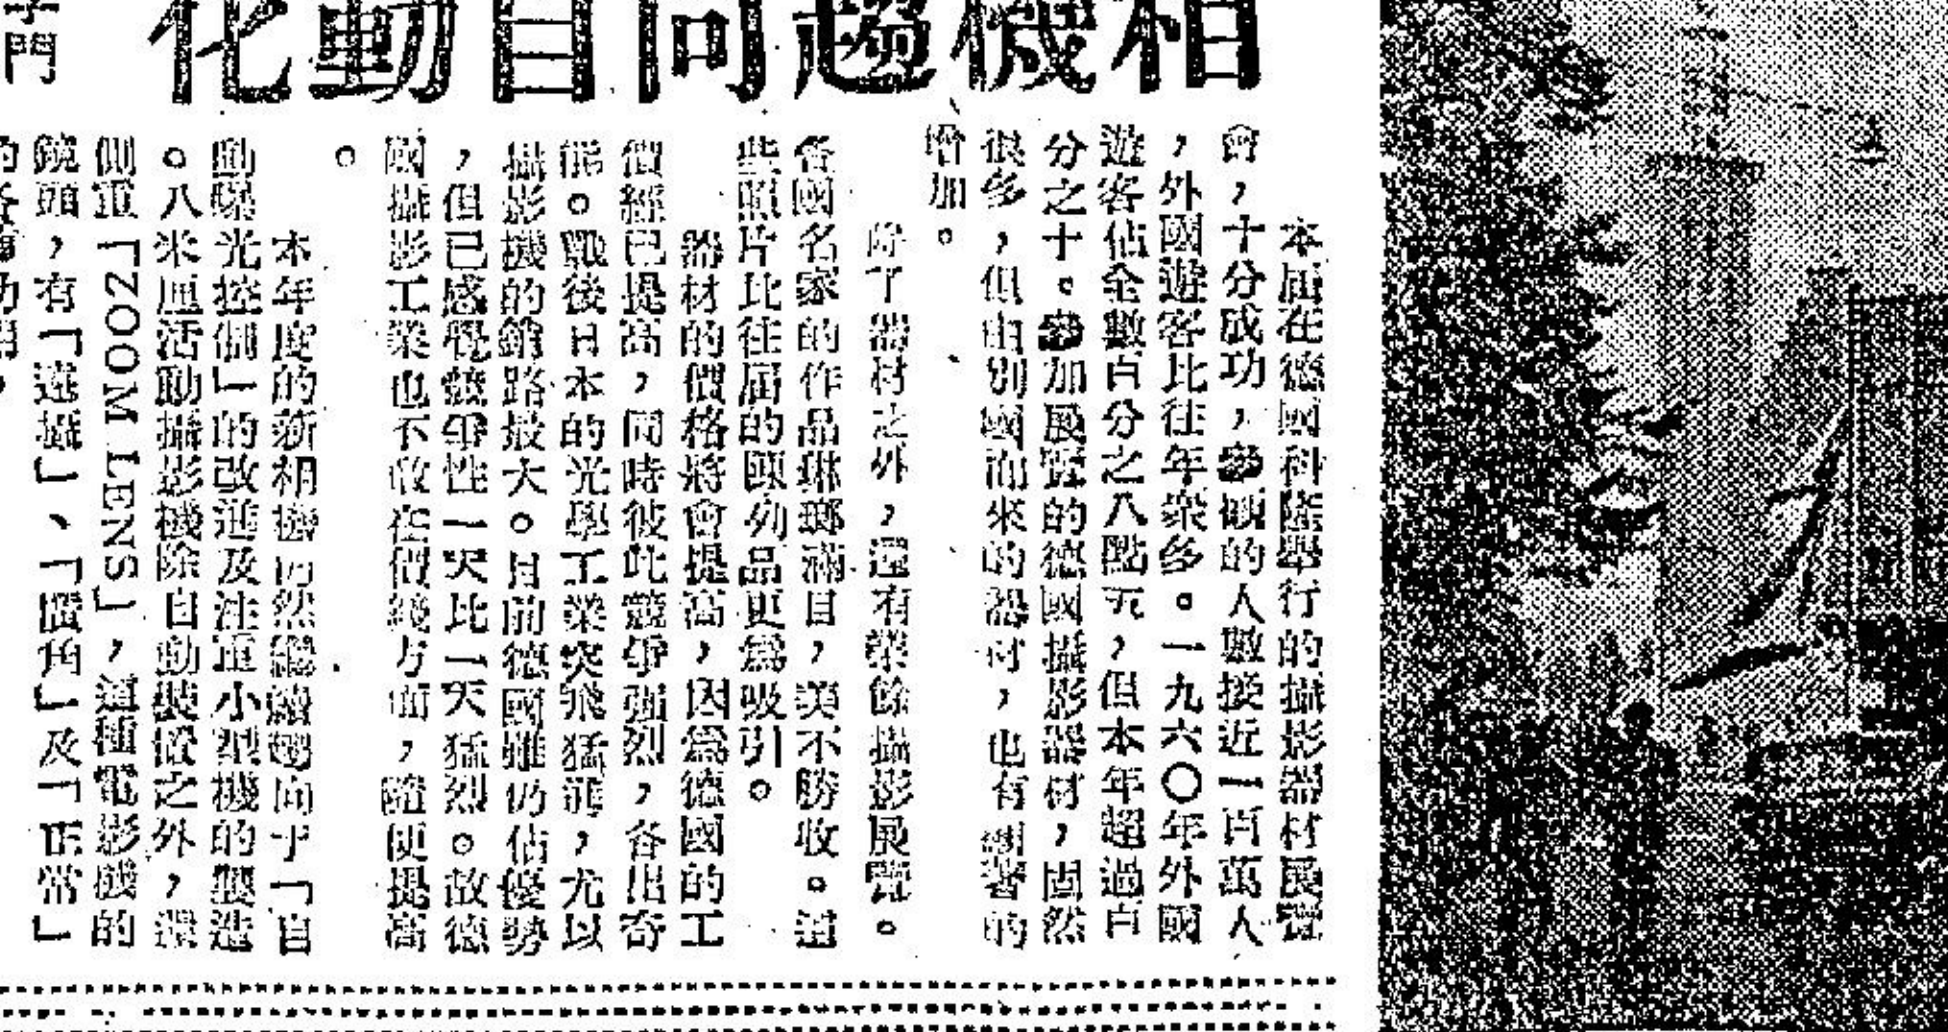 相機趨向自動化
本屆在德國科隆舉行的攝影器材展覽
會，十分成功，參觀的人數接近一百萬人
，外國遊客比往年衆多。一九六〇年外國
遊客佔全數百分之八點五，但本年超過百
分之十。參加展覽的德國攝影器材，固然
很多，但由別國而來的器材，也有顯著的
增加。
除了器材之外，還有業餘攝影展覽。
各國名家的作品琳瑯滿目，美不勝收。這
些照片比往屆的陳列品更爲吸引。
器材的價格將會提高，因爲德國的工
價經已提高，同時彼此競爭強烈，各出奇
能。戰後日本的光學工業突飛猛進，尤以
攝影機的銷路最大。目前德國雖仍佔優勢
，但已感覺競爭性一天比一天猛烈。故德
國攝影工業也不敢在價錢方面，隨便提高
。
本年度的新相機仍然繼續趨向于「自
動曝光控制」的改進及注重小型機的製造
。八米厘活動攝影機除自動裝置之外，還
側重「ZOOM LENS」，這種電影機的
鏡頭，有「遠攝」、「廣角」及「正常」
門